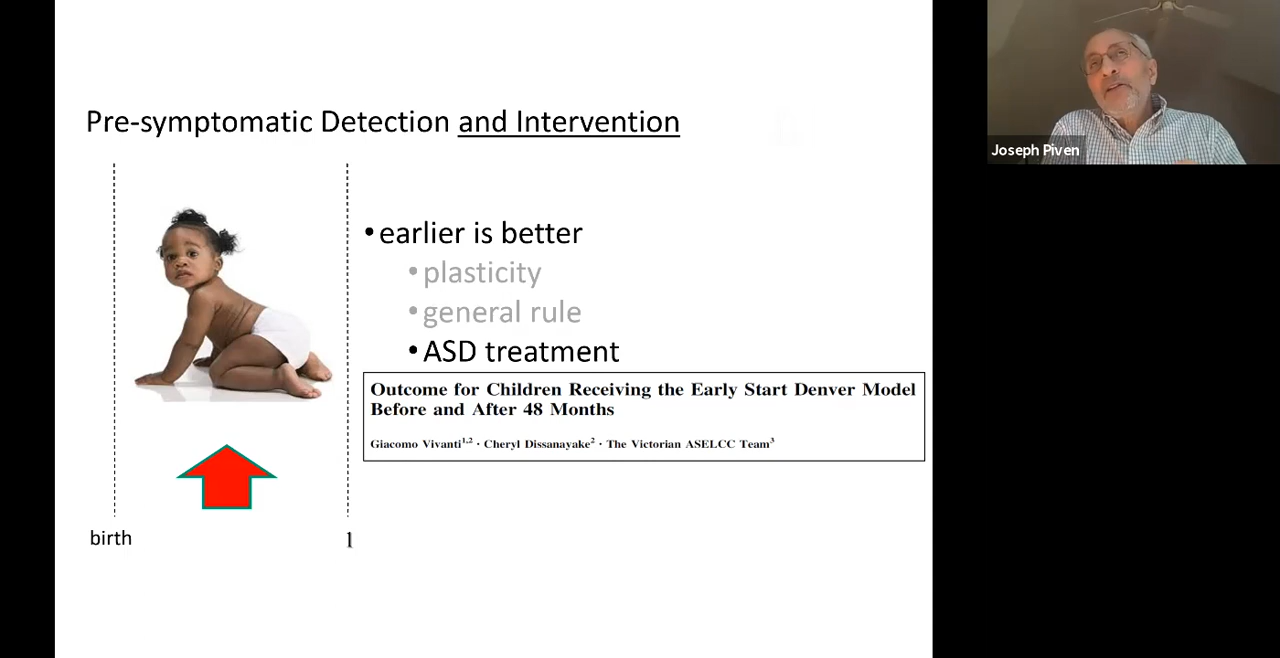 Pre-symptomatic Detection and Intervention
• earlier is better
• plasticity
• general rule
• ASD treatment
Outcome for Children Receiving the Early Start Denver Model
Before and After 48 Months
Giacomo Vivanti1,2 · Cheryl Dissanayake2 · The Victorian ASELCC Team3
birth
1
Joseph Piven